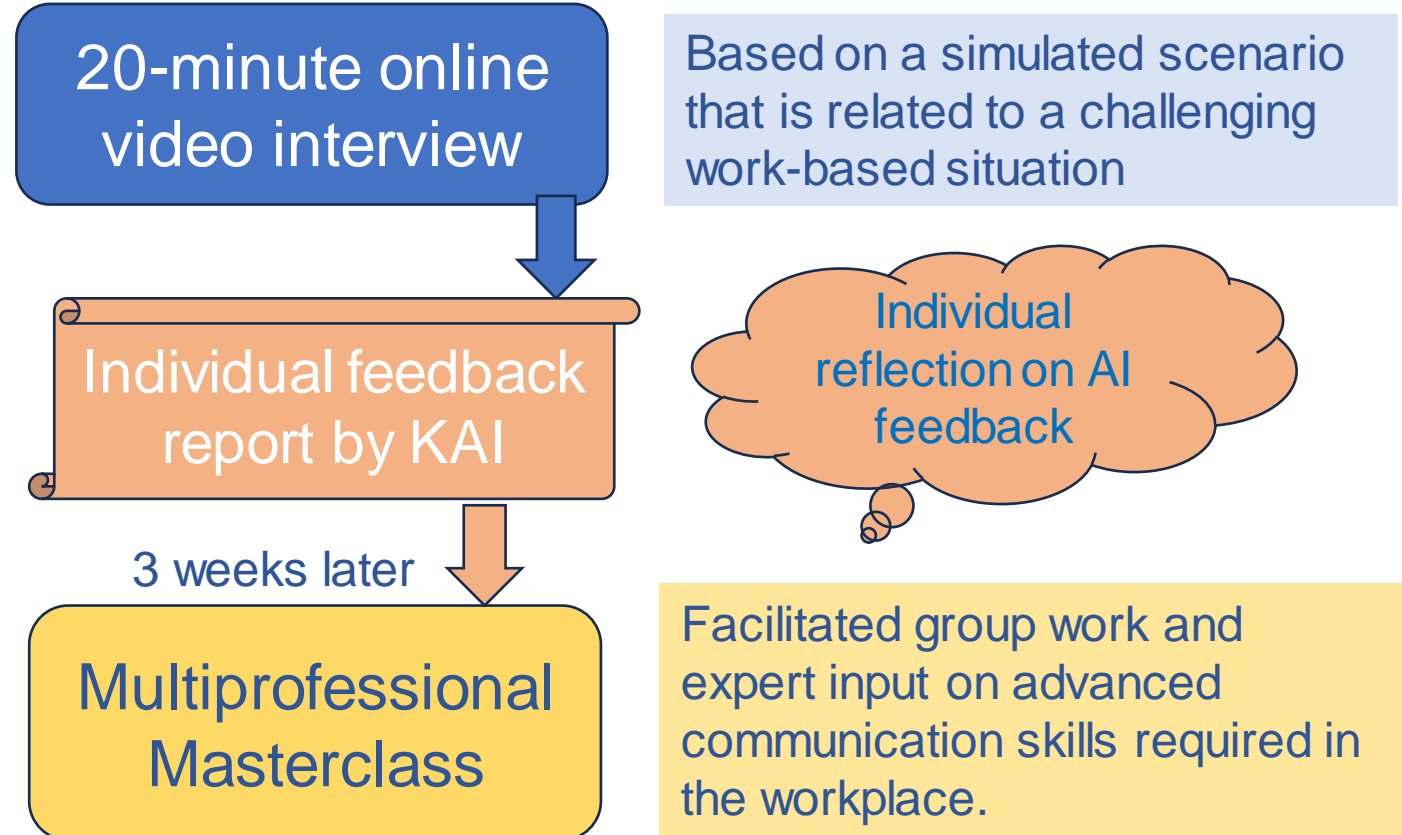 20-minute online
video interview
Based on a simulated scenario
that is related to a challenging
work-based situation
Individual feedback
report by KAI
Individual
reflection on AI
feedback
3 weeks later
Multiprofessional
Masterclass
Facilitated group work and
expert input on advanced
communication skills required in
the workplace.